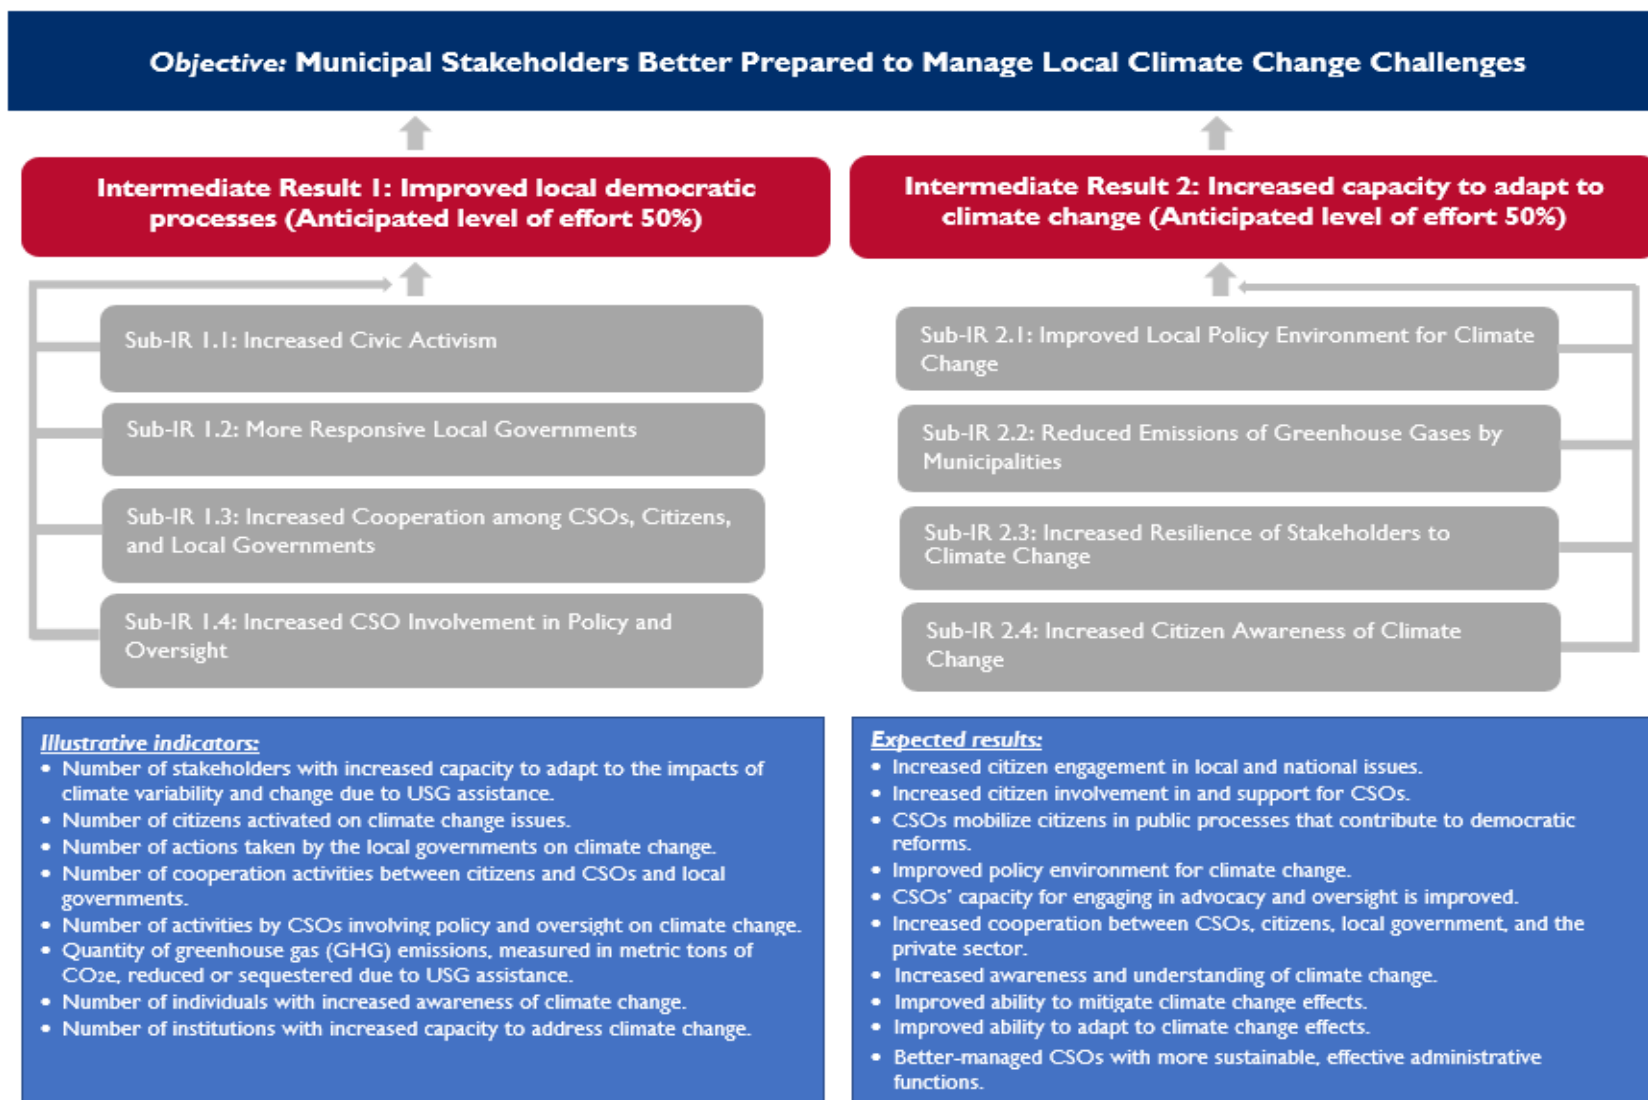 Objective: Municipal Stakeholders Better Prepared to Manage Local Climate Change Challenges
Intermediate Result 1: Improved local democratic
processes (Anticipated level of effort 50%)
Sub-IR 1.1: Increased Civic Activism
Sub-IR 1.2: More Responsive Local Governments
Sub-IR 1.3: Increased Cooperation among CSOs, Citizens,
and Local Governments
Sub-IR 1.4: Increased CSO Involvement in Policy and
Oversight
Intermediate Result 2: Increased capacity to adapt to
climate change (Anticipated level of effort 50%)
Sub-IR 2.1: Improved Local Policy Environment for Climate
Change
Sub-IR 2.2: Reduced Emissions of Greenhouse Gases by
Municipalities
Sub-IR 2.3: Increased Resilience of Stakeholders to
Climate Change
Sub-IR 2.4: Increased Citizen Awareness of Climate
Change
Illustrative indicators:
• Number of stakeholders with increased capacity to adapt to the impacts of
climate variability and change due to USG assistance.
• Number of citizens activated on climate change issues.
• Number of actions taken by the local governments on climate change.
• Number of cooperation activities between citizens and CSOs and local
governments.
• Number of activities by CSOs involving policy and oversight on climate change.
• Quantity of greenhouse gas (GHG) emissions, measured in metric tons of
CO2e, reduced or sequestered due to USG assistance.
• Number of individuals with increased awareness of climate change.
• Number of institutions with increased capacity to address climate change.
Expected results:
• Increased citizen engagement in local and national issues.
• Increased citizen involvement in and support for CSOs.
• CSOs mobilize citizens in public processes that contribute to democratic
reforms.
• Improved policy environment for climate change.
• CSOs' capacity for engaging in advocacy and oversight is improved.
• Increased cooperation between CSOs, citizens, local government, and the
private sector.
• Increased awareness and understanding of climate change.
• Improved ability to mitigate climate change effects.
• Improved ability to adapt to climate change effects.
• Better-managed CSOs with more sustainable, effective administrative
functions.